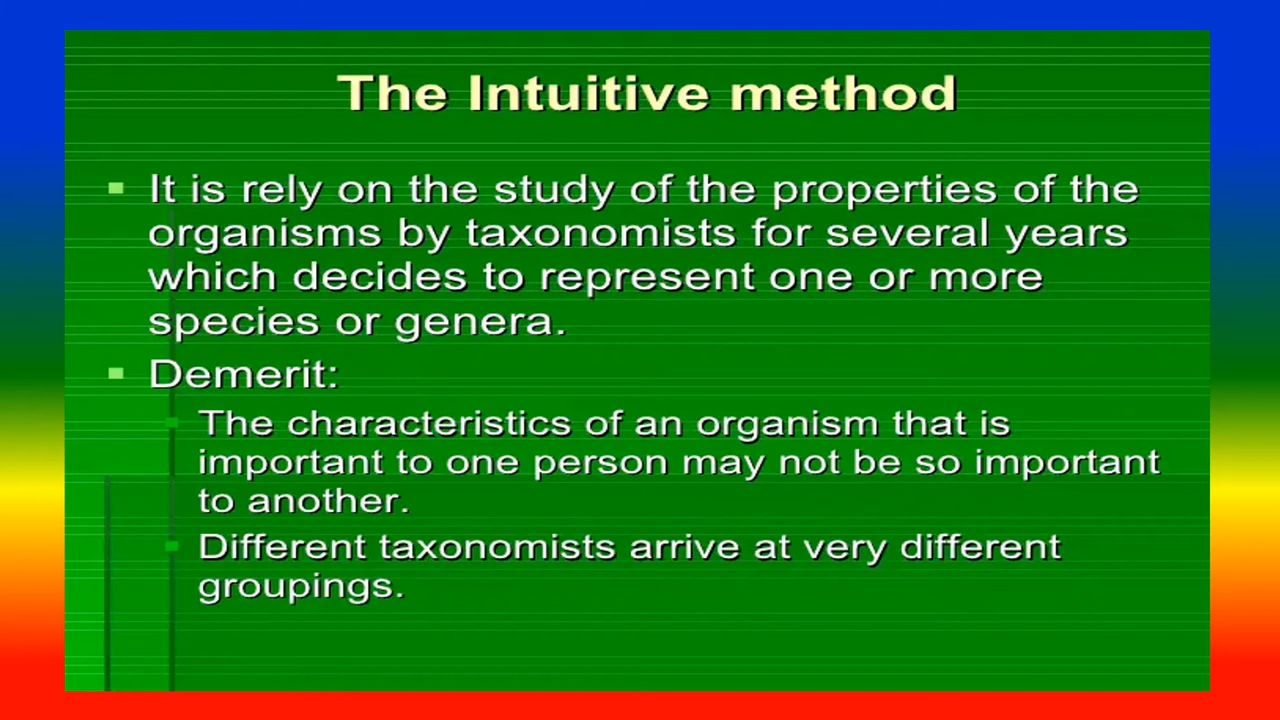 The Intuitive method
It is rely on the study of the properties of the
organisms by taxonomists for several years
which decides to represent one or more
species or genera.
Demerit:
The characteristics of an organism that is
important to one person may not be so important
to another.
Different taxonomists arrive at very different
groupings.